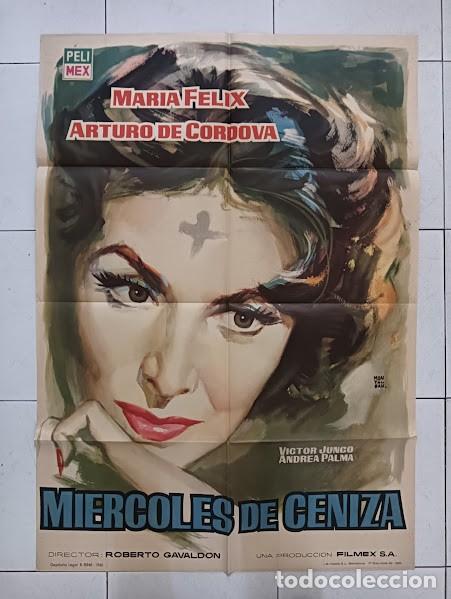 PELI
MEX
MARIA FELIX
ARTURO DE CORDOVA
VICTOR JUNCO
ANDREA PALMA
MIERCOLES DE CENIZA
DIRECTOR: ROBERTO GAVALDON
UNA PRODUCCION FILMEX S.A.
todocoleccion.net